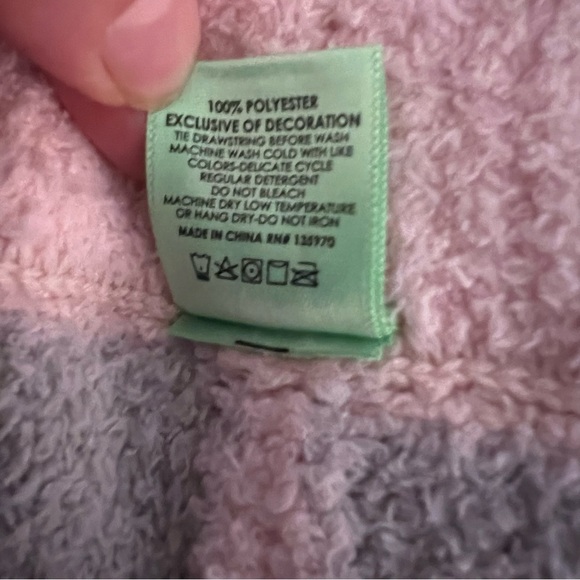 100% POLYESTER
EXCLUSIVE OF DECORATION
TIE DRAWSTRING BEFORE WASH
MACHINE WASH COLD WITH LIKE
COLORS-DELICATE CYCLE
REGULAR DETERGENT
DO NOT BLEACH
MACHINE DRY LOW TEMPERATURE
OR HANG DRY-DO NOT IRON
MADE IN CHINA RN# 135970